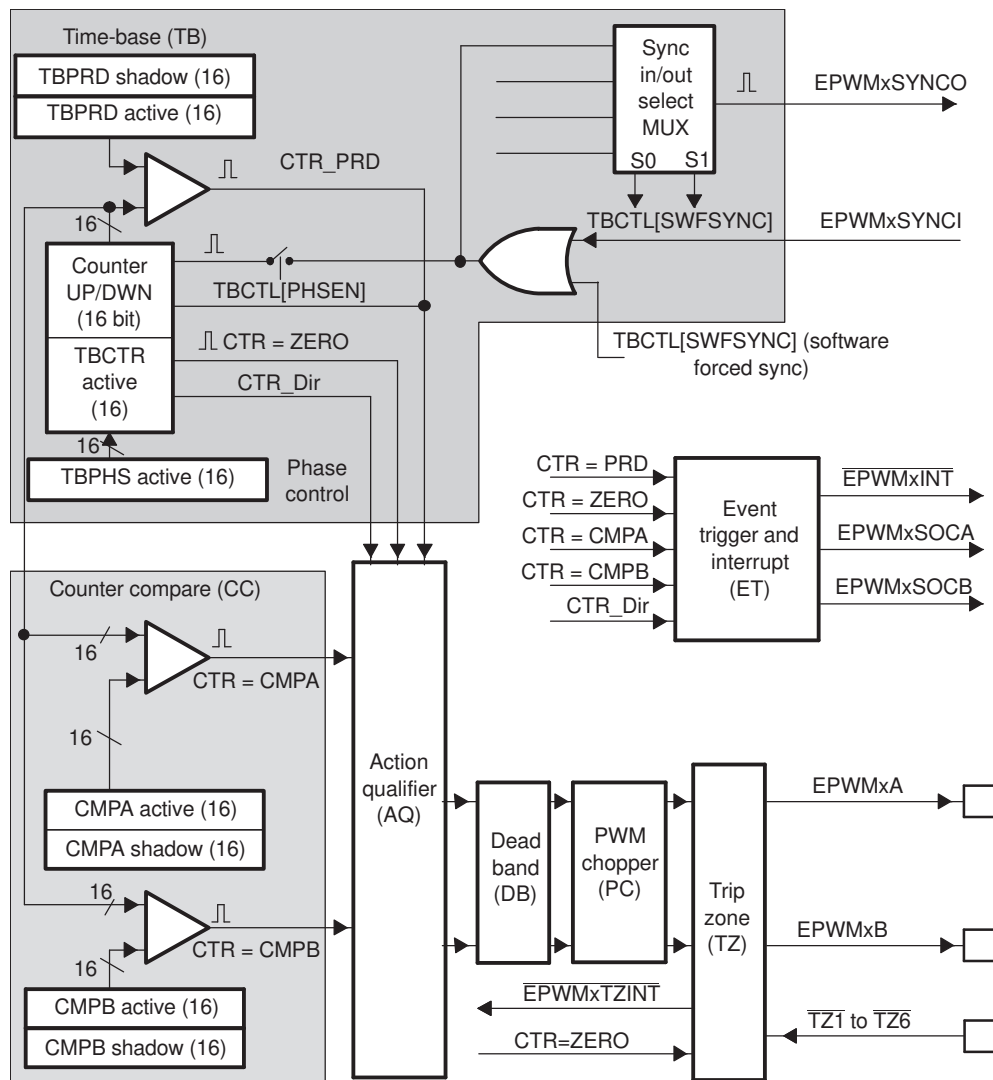 Time-base (TB)
TBPRD shadow (16)
TBPRD active (16)
CTR_PRD
16
Counter
UP/DWN
(16 bit)
TBCTR
active
(16)
TBCTL[PHSEN]
CTR = ZERO
CTR_Dir
16
TBPHS active (16)
Phase
control
Sync
in/out
select
MUX
S0 S1
EPWMxSYNCO
TBCTL[SWFSYNC]
EPWMxSYNCI
TBCTL[SWFSYNC] (software
forced sync)
CTR = PRD
CTR = ZERO
CTR = CMPA
CTR = CMPB
CTR_Dir
Event
trigger and
interrupt
(ET)
EPWMxINT
EPWMxSOCA
EPWMxSOCB
Counter compare (CC)
16
CTR = CMPA
16
CMPA active (16)
CMPA shadow (16)
16
CTR = CMPB
16
CMPB active (16)
CMPB shadow (16)
Action
qualifier
(AQ)
Dead
band
(DB)
PWM
chopper
(PC)
Trip
zone
(TZ)
EPWMxA
EPWMxB
EPWMxTZINT
TZ1 to TZ6
CTR=ZERO